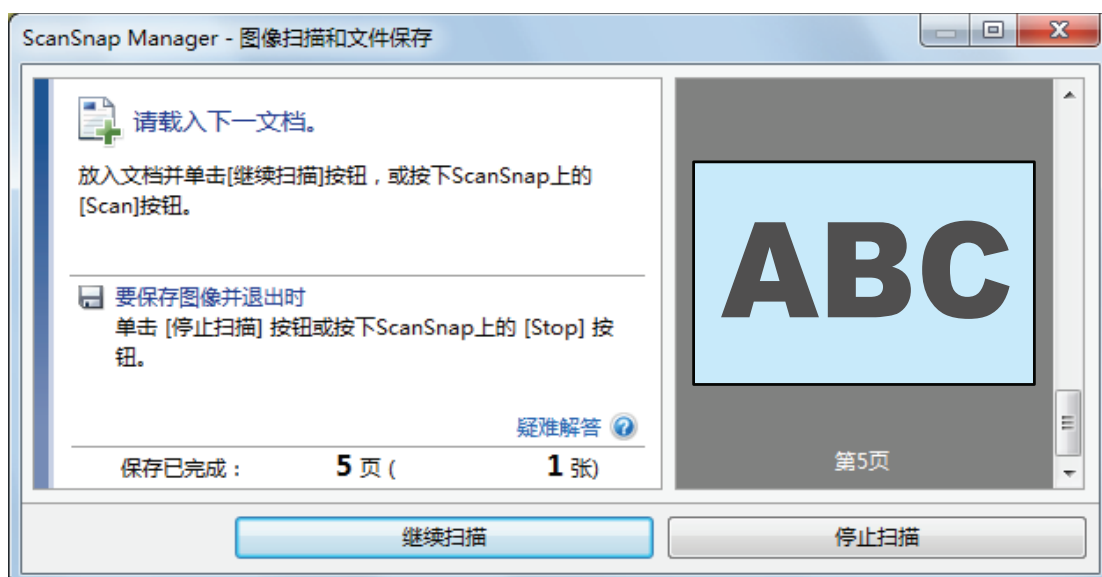 ScanSnap Manager - 图像扫描和文件保存
请载入下一文档。
放入文档并单击[继续扫描]按钮，或按下ScanSnap上的
[Scan]按钮。
要保存图像并退出时
单击 [停止扫描] 按钮或按下ScanSnap上的 [Stop] 按
钮。
疑难解答
保存已完成： 5 页 ( 1 张)
ABC
第5页
继续扫描
停止扫描